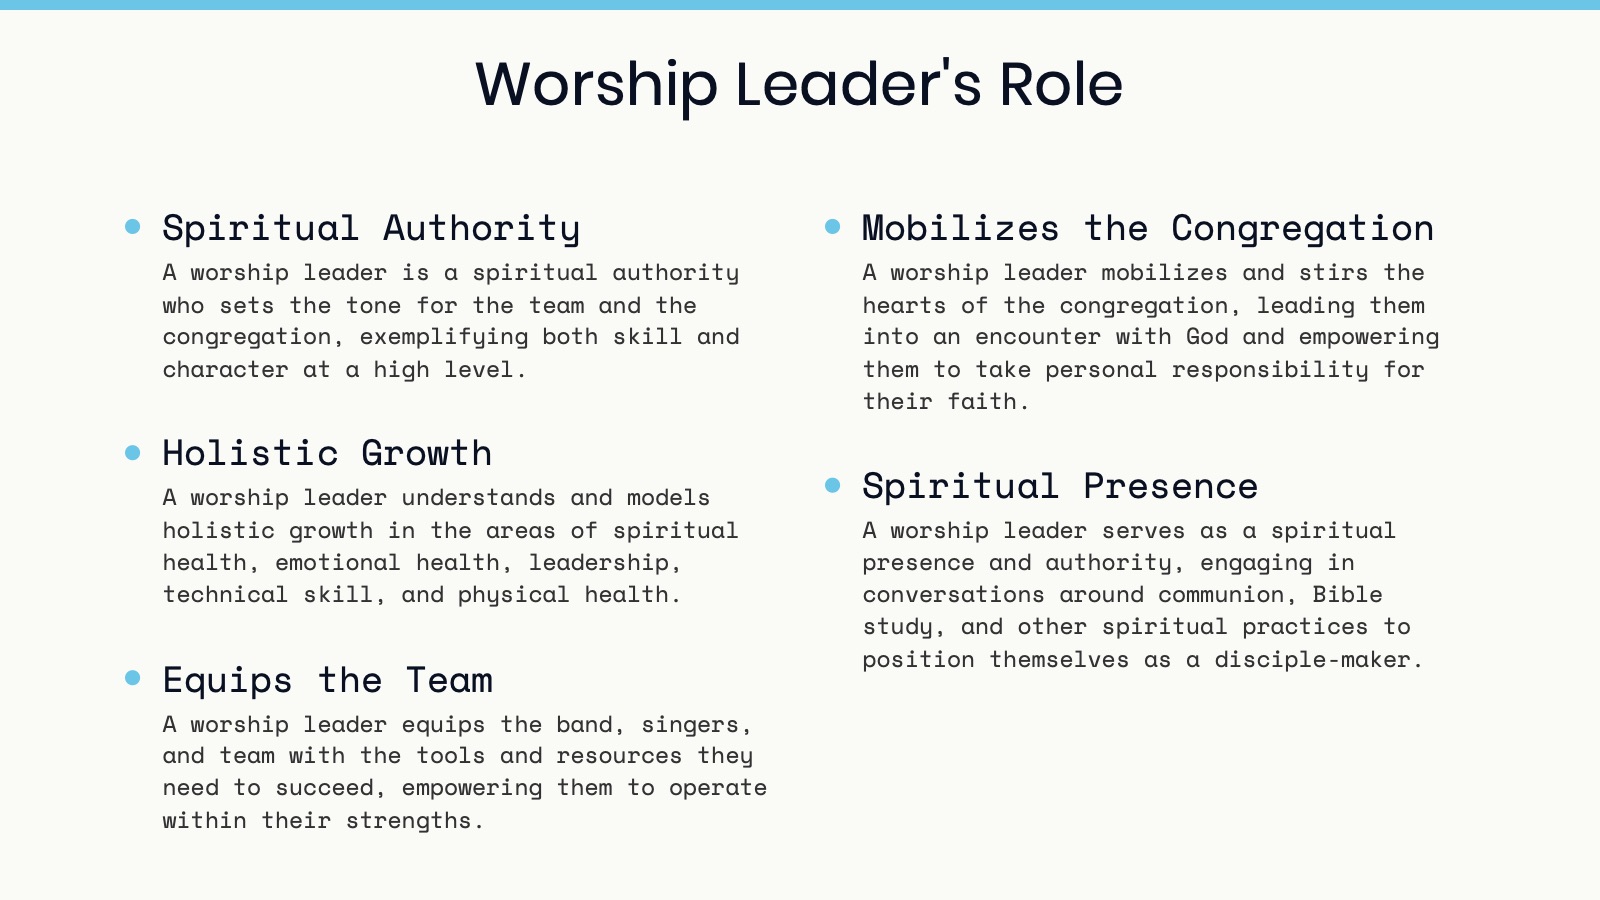 Worship Leader's Role
Spiritual Authority
A worship leader is a spiritual authority
who sets the tone for the team and the
congregation, exemplifying both skill and
character at a high level.
Holistic Growth
A worship leader understands and models
holistic growth in the areas of spiritual
health, emotional health, leadership,
technical skill, and physical health.
Equips the Team
A worship leader equips the band, singers,
and team with the tools and resources they
need to succeed, empowering them to operate
within their strengths.
Mobilizes the Congregation
A worship leader mobilizes and stirs the
hearts of the congregation, leading them
into an encounter with God and empowering
them to take personal responsibility for
their faith.
Spiritual Presence
A worship leader serves as a spiritual
presence and authority, engaging in
conversations around communion, Bible
study, and other spiritual practices to
position themselves as a disciple-maker.